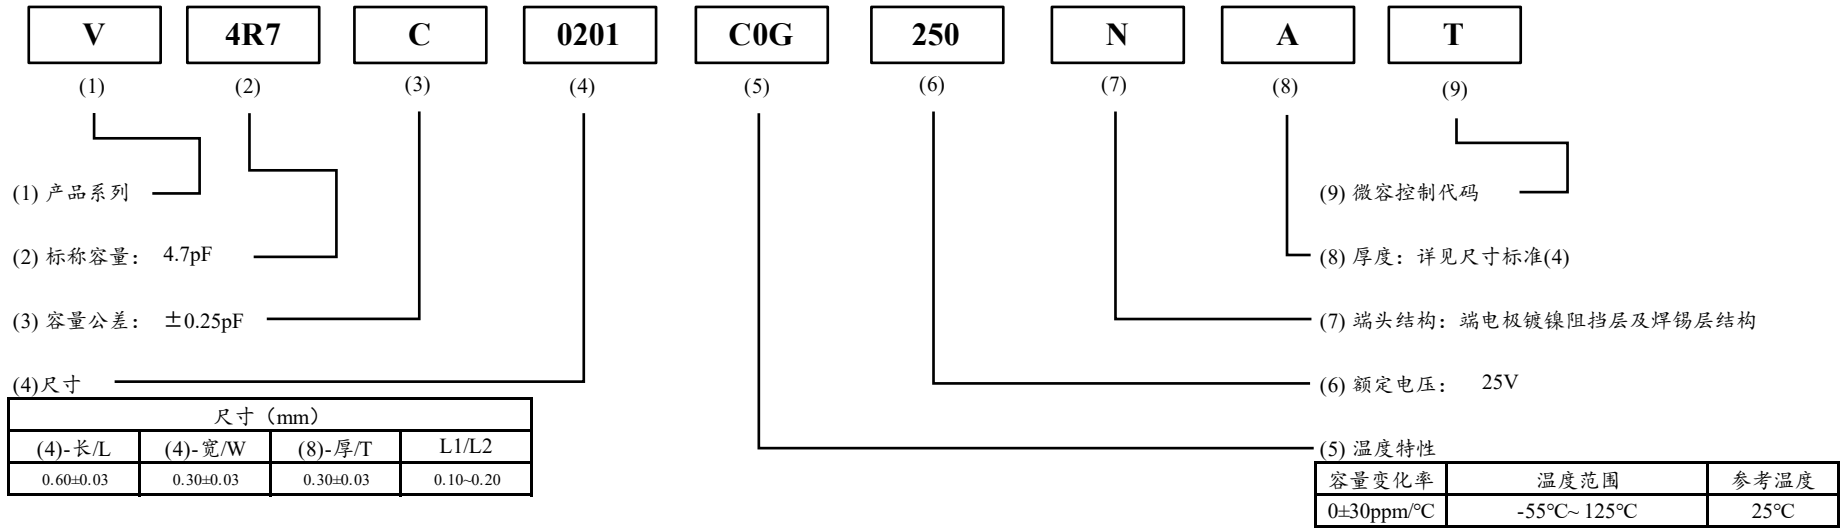 V 4R7 C 0201 C0G 250 N A T
(1) (2) (3) (4) (5) (6) (7) (8) (9)
(1) 产品系列
(9) 微容控制代码
(2) 标称容量： 4.7pF
(8) 厚度：详见尺寸标准(4)
(3) 容量公差： ±0.25pF
(7) 端头结构：端电极镀镍阻挡层及焊锡层结构
(4)尺寸
(6) 额定电压： 25V
尺寸（mm）
(4)-长/L (4)-宽/W (8)-厚/T L1/L2
0.60±0.03 0.30±0.03 0.30±0.03 0.10~0.20
(5) 温度特性
容量变化率 温度范围 参考温度
0±30ppm/℃ -55℃~ 125℃ 25℃